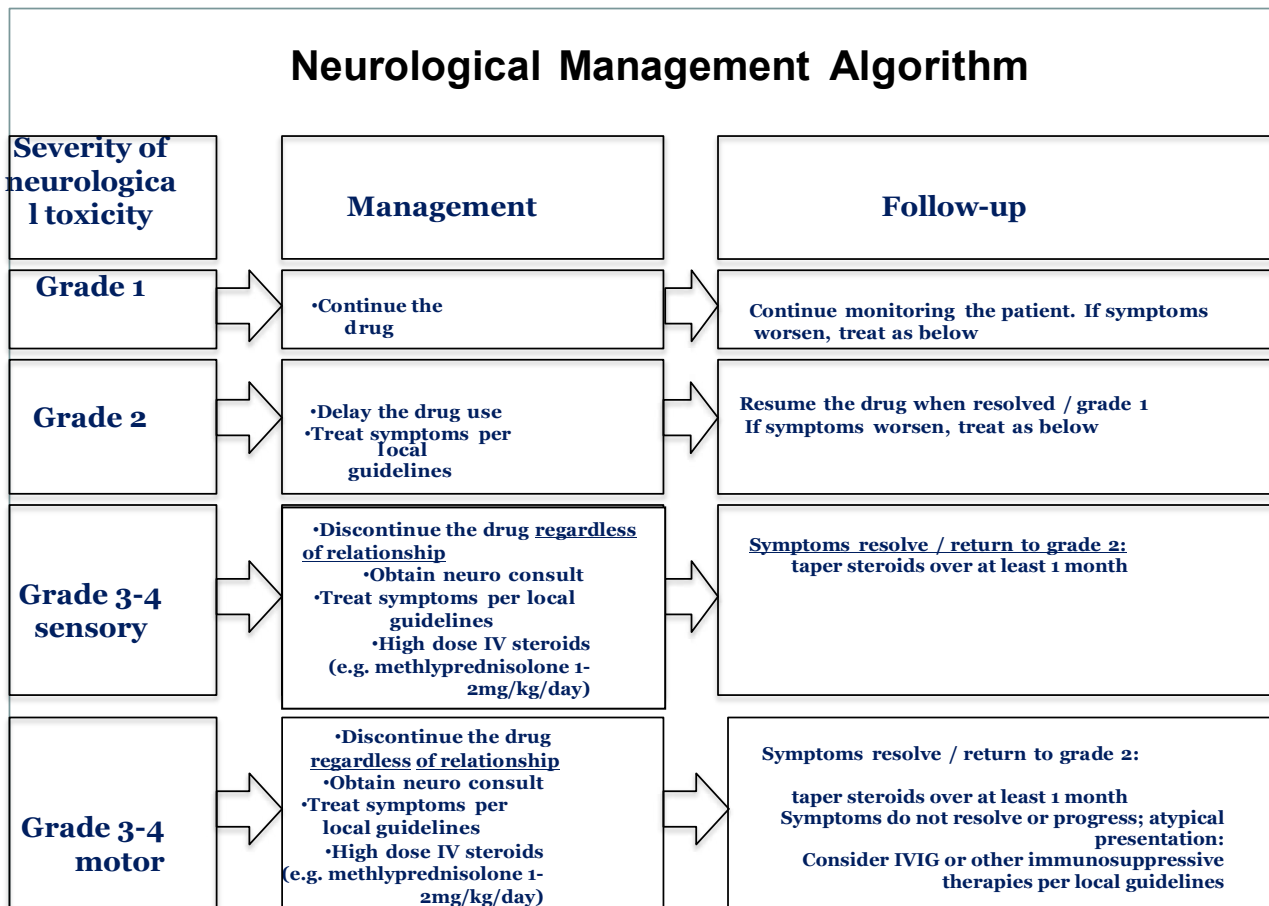 Neurological Management Algorithm
Severity of
neurologica
l toxicity
Management
Follow-up
Grade 1
•Continue the
drug
Continue monitoring the patient. If symptoms
worsen, treat as below
Grade 2
•Delay the drug use
•Treat symptoms per
local
guidelines
Resume the drug when resolved / grade 1
If symptoms worsen, treat as below
Grade 3-4
sensory
•Discontinue the drug regardless
of relationship
•Obtain neuro consult
•Treat symptoms per local
guidelines
•High dose IV steroids
(e.g. methlyprednisolone 1-
2mg/kg/day)
Symptoms resolve / return to grade 2:
taper steroids over at least 1 month
Grade 3-4
motor
•Discontinue the drug
regardless of relationship
•Obtain neuro consult
•Treat symptoms per
local guidelines
•High dose IV steroids
(e.g. methlyprednisolone 1-
2mg/kg/day)
Symptoms resolve / return to grade 2:
taper steroids over at least 1 month
Symptoms do not resolve or progress; atypical
presentation:
Consider IVIG or other immunosuppressive
therapies per local guidelines